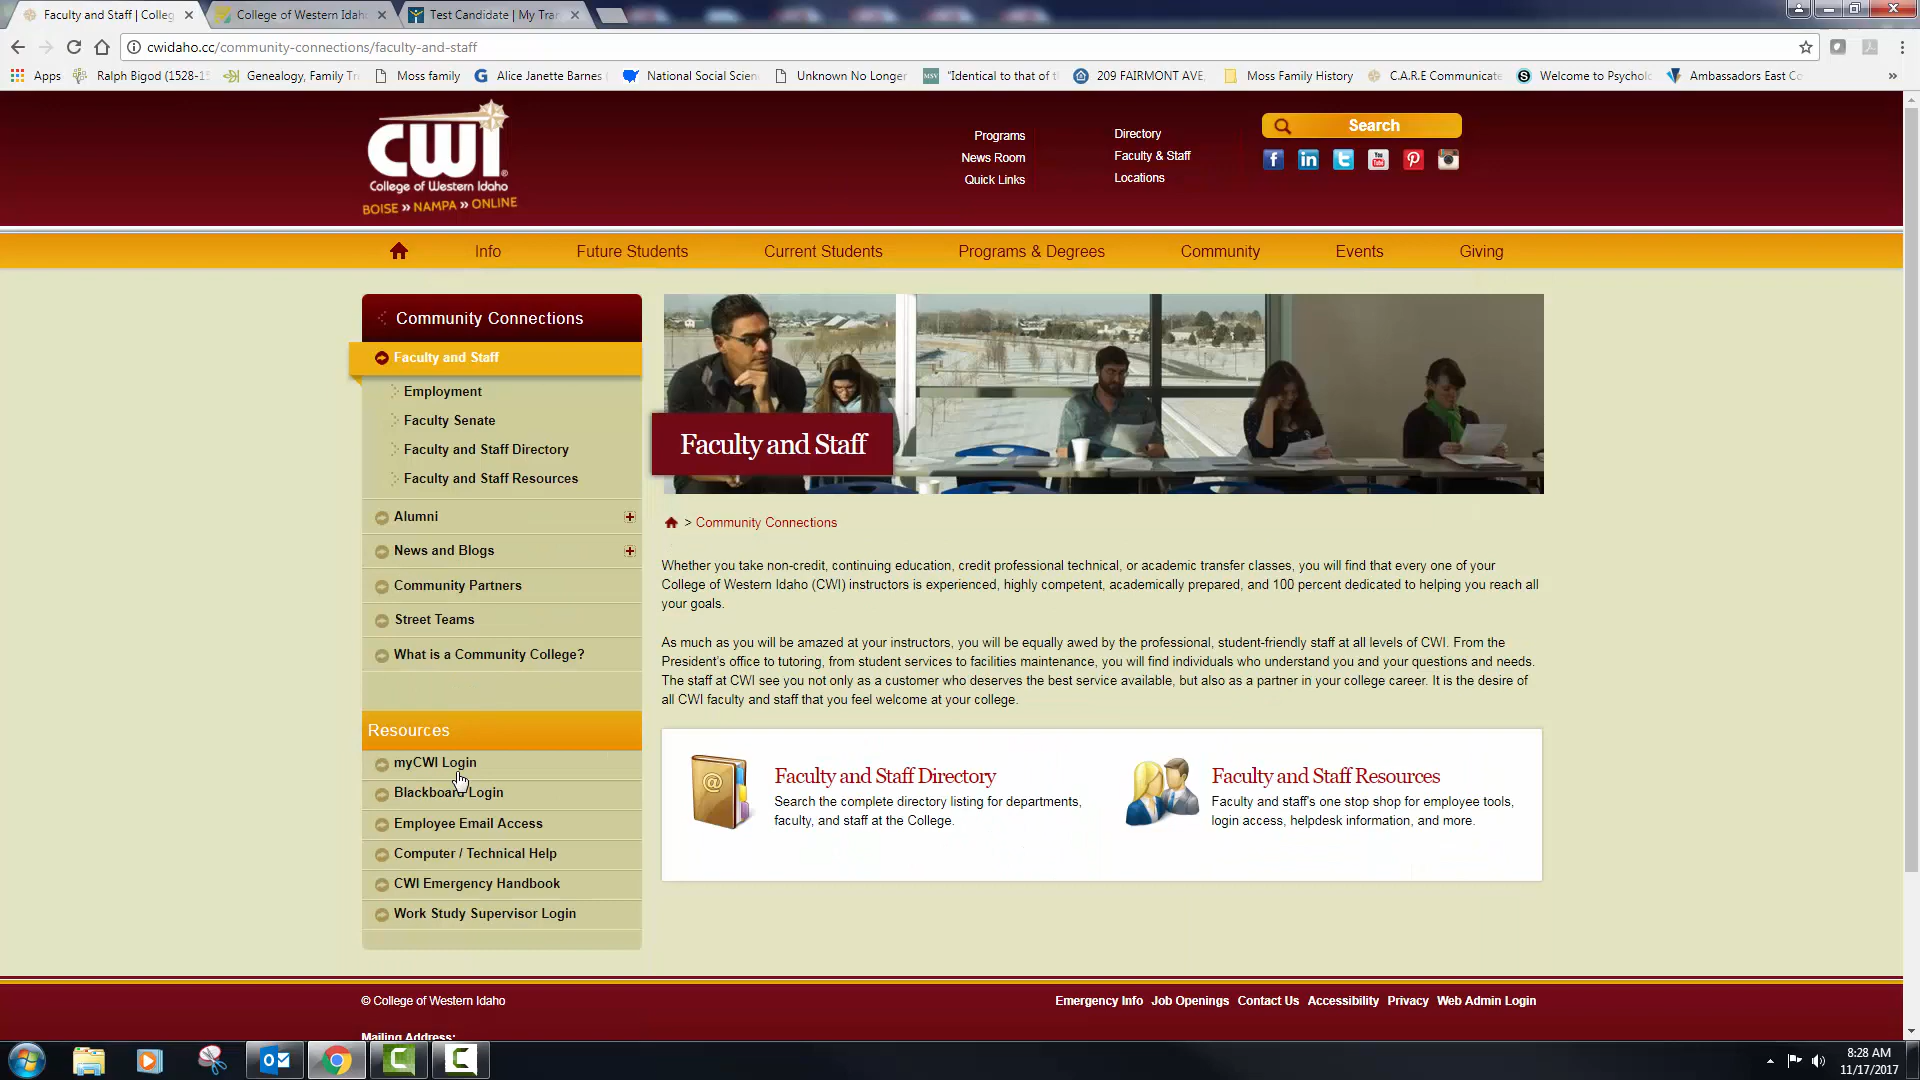 Faculty and Staff | Colleg
College of Western Idah
Test Candidate | My Tra
cwidaho.cc/community-connections/faculty-and-staff
Apps
Ralph Bigod (1528-1
Genealogy, Family Tr
Moss family
Alice Janette Barnes
National Social Scien
Unknown No Longer
"Identical to that of t
209 FAIRMONT AVE,
Moss Family History
C.A.R.E Communicate
Welcome to Psycholo
Ambassadors East Co
CWI
College of Western Idaho
BOISE » NAMPA » ONLINE
Programs
News Room
Quick Links
Directory
Faculty & Staff
Locations
Search
Info
Future Students
Current Students
Programs & Degrees
Community
Events
Giving
Community Connections
Faculty and Staff
Employment
Faculty Senate
Faculty and Staff Directory
Faculty and Staff Resources
Alumni
News and Blogs
Community Partners
Street Teams
What is a Community College?
Resources
myCWI Login
Blackboard Login
Employee Email Access
Computer / Technical Help
CWI Emergency Handbook
Work Study Supervisor Login
Faculty and Staff
> Community Connections
Whether you take non-credit, continuing education, credit professional technical, or academic transfer classes, you will find that every one of your
College of Western Idaho (CWI) instructors is experienced, highly competent, academically prepared, and 100 percent dedicated to helping you reach all
your goals.
As much as you will be amazed at your instructors, you will be equally awed by the professional, student-friendly staff at all levels of CWI. From the
President's office to tutoring, from student services to facilities maintenance, you will find individuals who understand you and your questions and needs.
The staff at CWI see you not only as a customer who deserves the best service available, but also as a partner in your college career. It is the desire of
all CWI faculty and staff that you feel welcome at your college.
Faculty and Staff Directory
Search the complete directory listing for departments,
faculty, and staff at the College.
Faculty and Staff Resources
Faculty and staff's one stop shop for employee tools,
login access, helpdesk information, and more.
© College of Western Idaho
Emergency Info Job Openings Contact Us Accessibility Privacy Web Admin Login
Mailing Address:
8:28 AM
11/17/2017